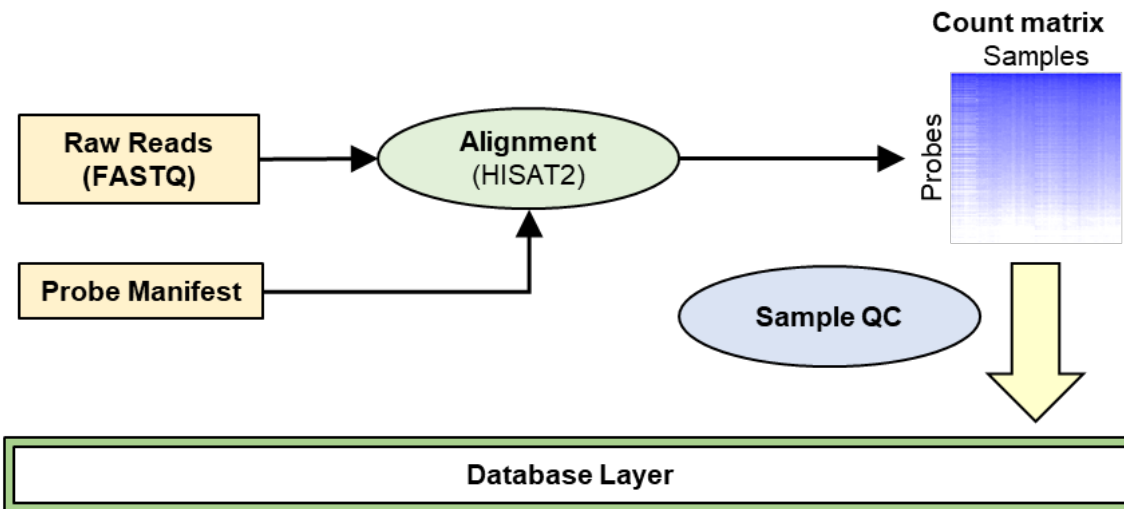 Count matrix
Samples
Probes
Raw Reads
(FASTQ)
Alignment
(HISAT2)
Probe Manifest
Sample QC
Database Layer